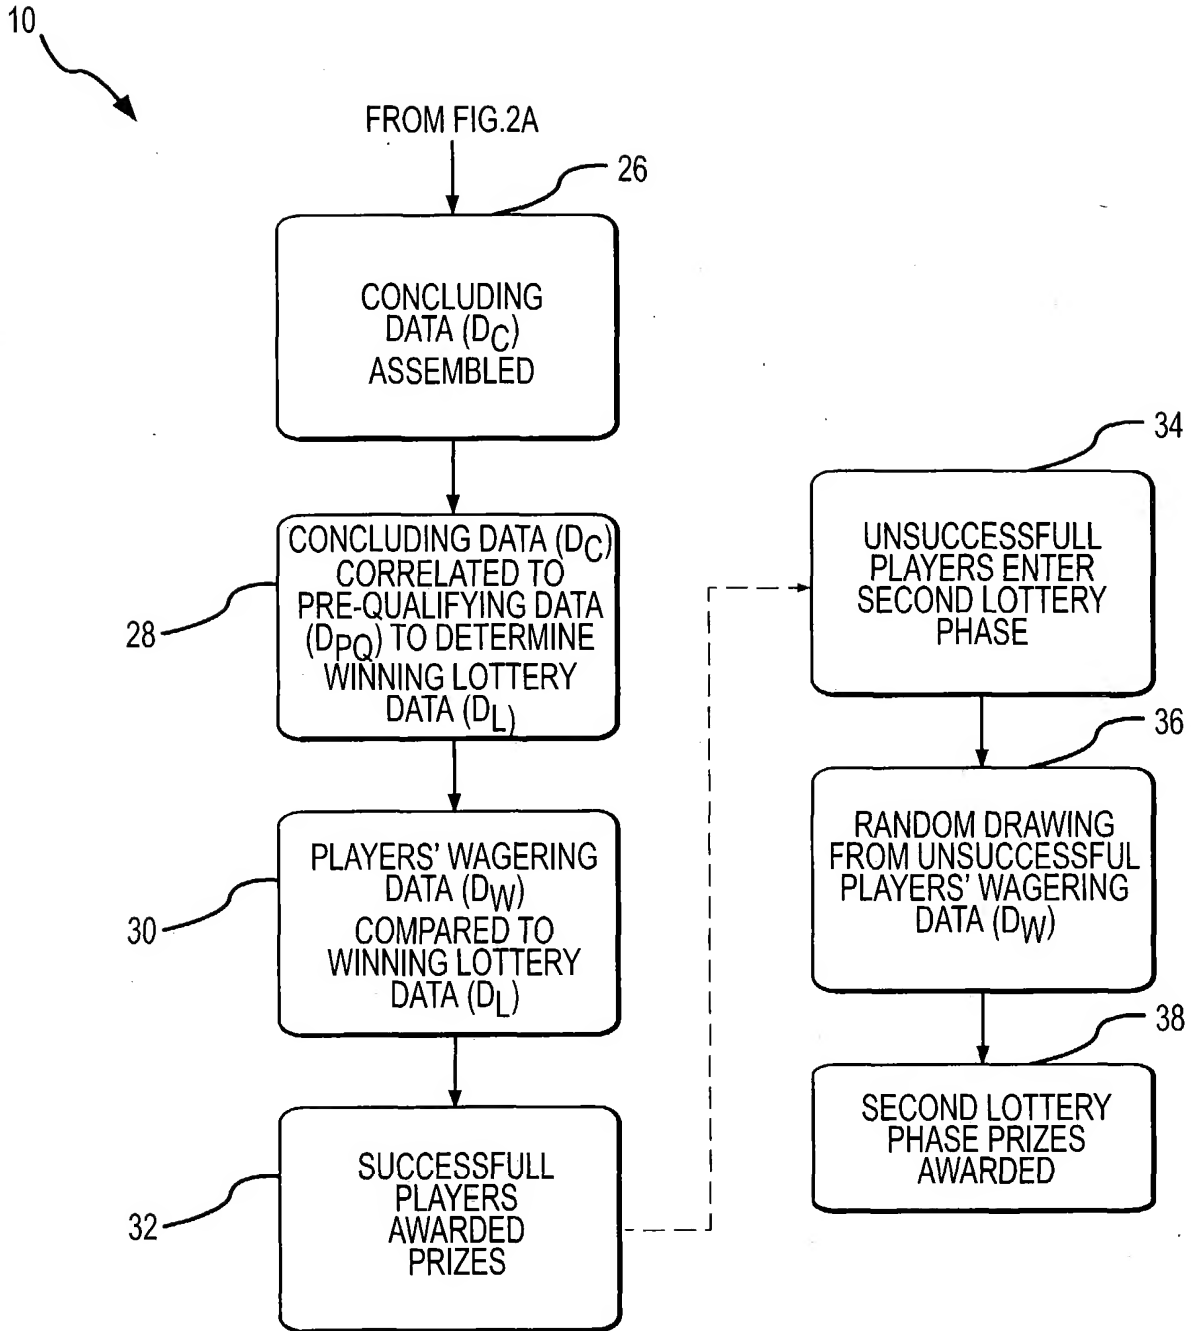 10
FROM FIG.2A
26
CONCLUDING
DATA (DC)
ASSEMBLED
28
CONCLUDING DATA (DC)
CORRELATED TO
PRE-QUALIFYING DATA
(DPQ) TO DETERMINE
WINNING LOTTERY
DATA (DL)
30
PLAYERS' WAGERING
DATA (DW)
COMPARED TO
WINNING LOTTERY
DATA (DL)
32
SUCCESSFULL
PLAYERS
AWARDED
PRIZES
34
UNSUCCESSFULL
PLAYERS ENTER
SECOND LOTTERY
PHASE
36
RANDOM DRAWING
FROM UNSUCCESSFUL
PLAYERS' WAGERING
DATA (DW)
38
SECOND LOTTERY
PHASE PRIZES
AWARDED